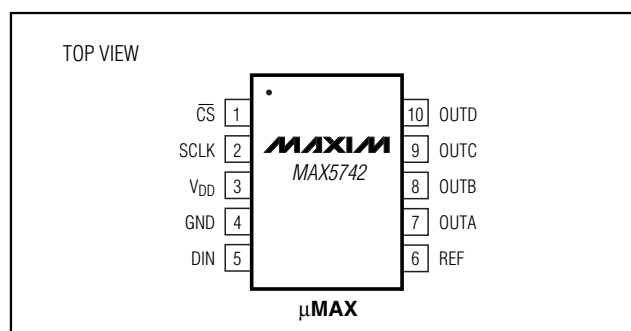 TOP VIEW
C̅S̅ 1
SCLK 2
VDD 3
GND 4
DIN 5
MAXIM
MAX5742
10 OUTD
9 OUTC
8 OUTB
7 OUTA
6 REF
µMAX